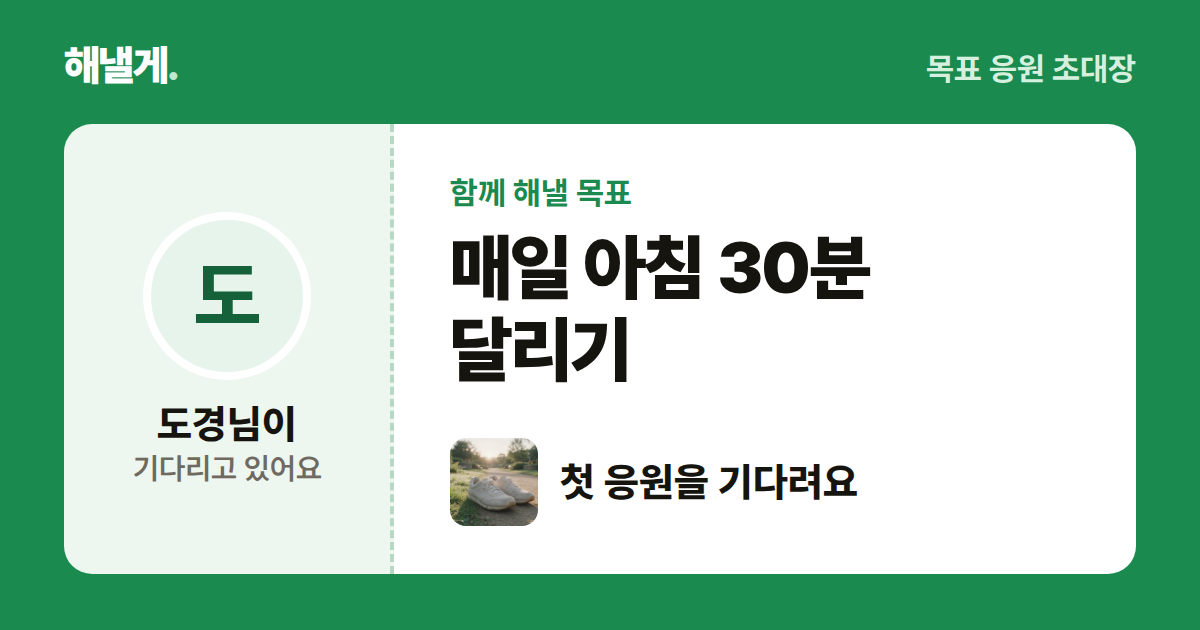 해낼게.
목표 응원 초대장
도
도경님이
기다리고 있어요
함께 해낼 목표
매일 아침 30분
달리기
첫 응원을 기다려요